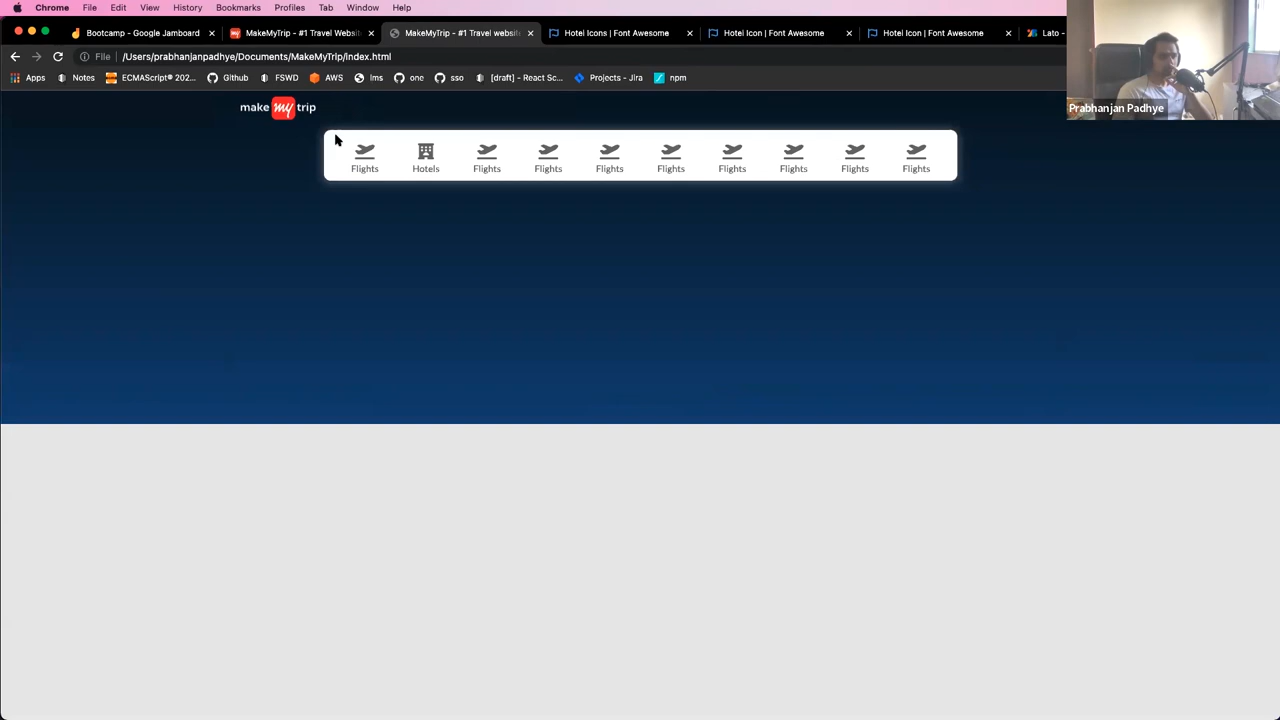 Chrome File Edit View History Bookmarks Profiles Tab Window Help
Bootcamp - Google Jamboard MakeMyTrip - #1 Travel Websit MakeMyTrip - #1 Travel websit Hotel Icons | Font Awesome Hotel Icon | Font Awesome Hotel Icon | Font Awesome Lato -
File /Users/prabhanjanpadhye/Documents/MakeMyTrip/index.html
Apps Notes ECMAScript® 202... Github FSWD AWS lms one sso [draft] - React Sc... Projects - Jira npm
Prabhanjan Padhye
make my trip
Flights Hotels Flights Flights Flights Flights Flights Flights Flights Flights